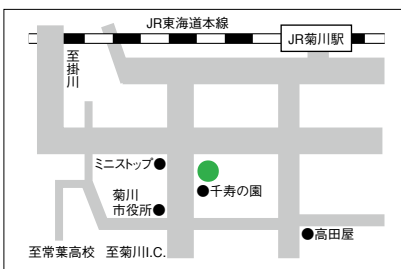 JR東海道本線
JR菊川駅
至掛川
ミニストップ
千寿の園
菊川
市役所
高田屋
至常葉高校
至菊川I.C.